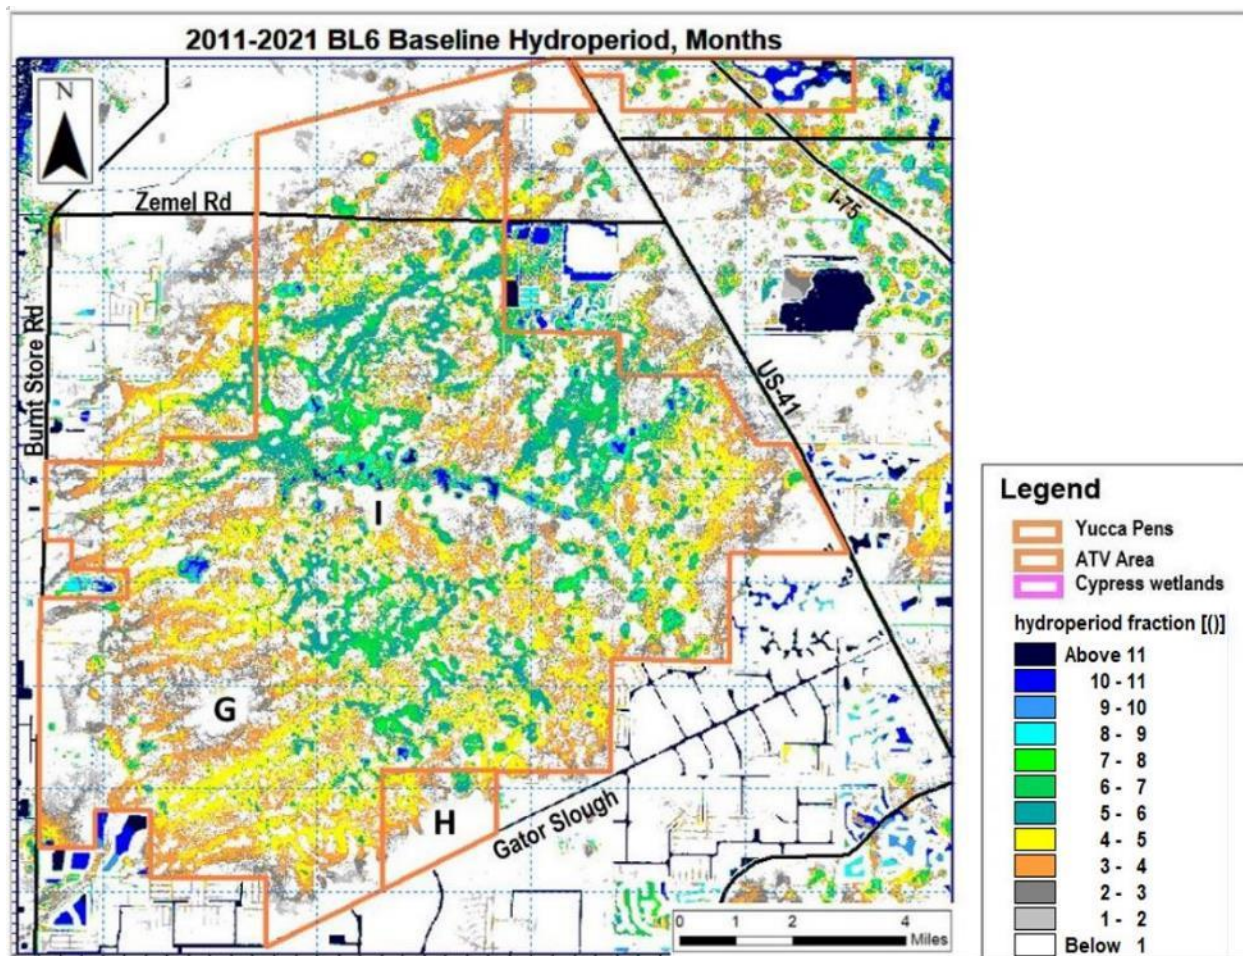 2011-2021 BL6 Baseline Hydroperiod, Months
N
Zemel Rd
I-75
Burnt Store Rd
US-41
I
G
H
Gator Slough
0 1 2 4
Miles
Legend
Yucca Pens
ATV Area
Cypress wetlands
hydroperiod fraction [()]
Above 11
10 - 11
9 - 10
8 - 9
7 - 8
6 - 7
5 - 6
4 - 5
3 - 4
2 - 3
1 - 2
Below 1